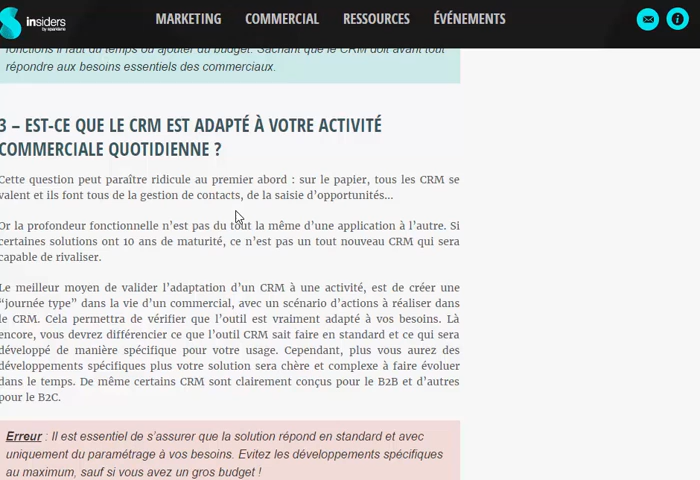 insiders
by sparklane
MARKETING COMMERCIAL RESSOURCES ÉVÉNEMENTS
fonctions il faut du temps ou ajouter du budget. Sachant que le CRM doit avant tout
répondre aux besoins essentiels des commerciaux.
3 – EST-CE QUE LE CRM EST ADAPTÉ À VOTRE ACTIVITÉ
COMMERCIALE QUOTIDIENNE ?
Cette question peut paraître ridicule au premier abord : sur le papier, tous les CRM se
valent et ils font tous de la gestion de contacts, de la saisie d’opportunités...
Or la profondeur fonctionnelle n’est pas du tout la même d’une application à l’autre. Si
certaines solutions ont 10 ans de maturité, ce n’est pas un tout nouveau CRM qui sera
capable de rivaliser.
Le meilleur moyen de valider l’adaptation d’un CRM à une activité, est de créer une
“journée type” dans la vie d’un commercial, avec un scénario d’actions à réaliser dans
le CRM. Cela permettra de vérifier que l’outil est vraiment adapté à vos besoins. Là
encore, vous devrez différencier ce que l’outil CRM sait faire en standard et ce qui sera
développé de manière spécifique pour votre usage. Cependant, plus vous aurez des
développements spécifiques plus votre solution sera chère et complexe à faire évoluer
dans le temps. De même certains CRM sont clairement conçus pour le B2B et d’autres
pour le B2C.
Erreur : Il est essentiel de s’assurer que la solution répond en standard et avec
uniquement du paramétrage à vos besoins. Evitez les développements spécifiques
au maximum, sauf si vous avez un gros budget !